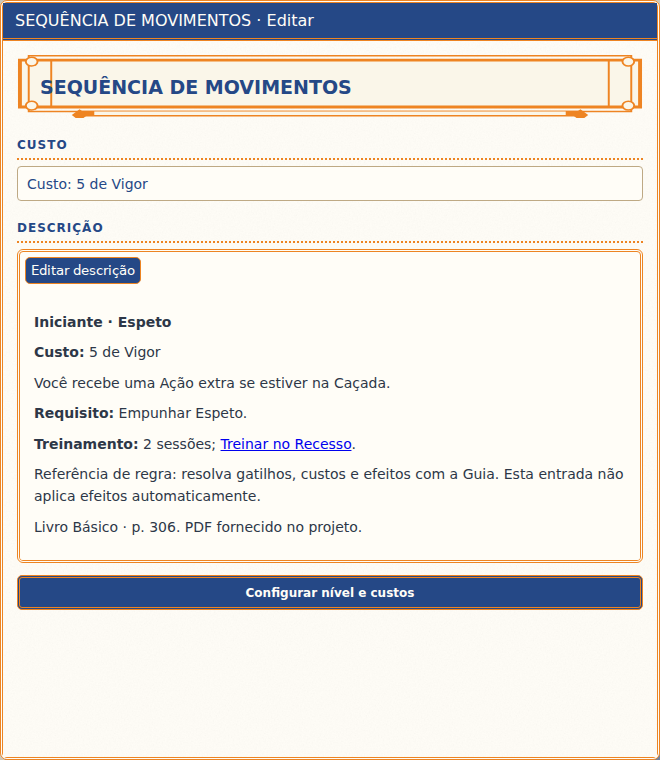 SEQUÊNCIA DE MOVIMENTOS · Editar
SEQUÊNCIA DE MOVIMENTOS
CUSTO
Custo: 5 de Vigor
DESCRIÇÃO
Editar descrição
Iniciante · Espeto
Custo: 5 de Vigor
Você recebe uma Ação extra se estiver na Caçada.
Requisito: Empunhar Espeto.
Treinamento: 2 sessões; Treinar no Recesso.
Referência de regra: resolva gatilhos, custos e efeitos com a Guia. Esta entrada não
aplica efeitos automaticamente.
Livro Básico · p. 306. PDF fornecido no projeto.
Configurar nível e custos